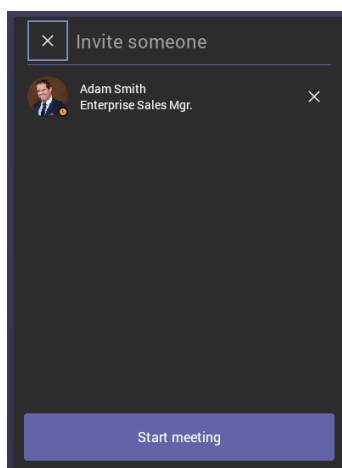 Invite someone
Adam Smith
Enterprise Sales Mgr.
Start meeting